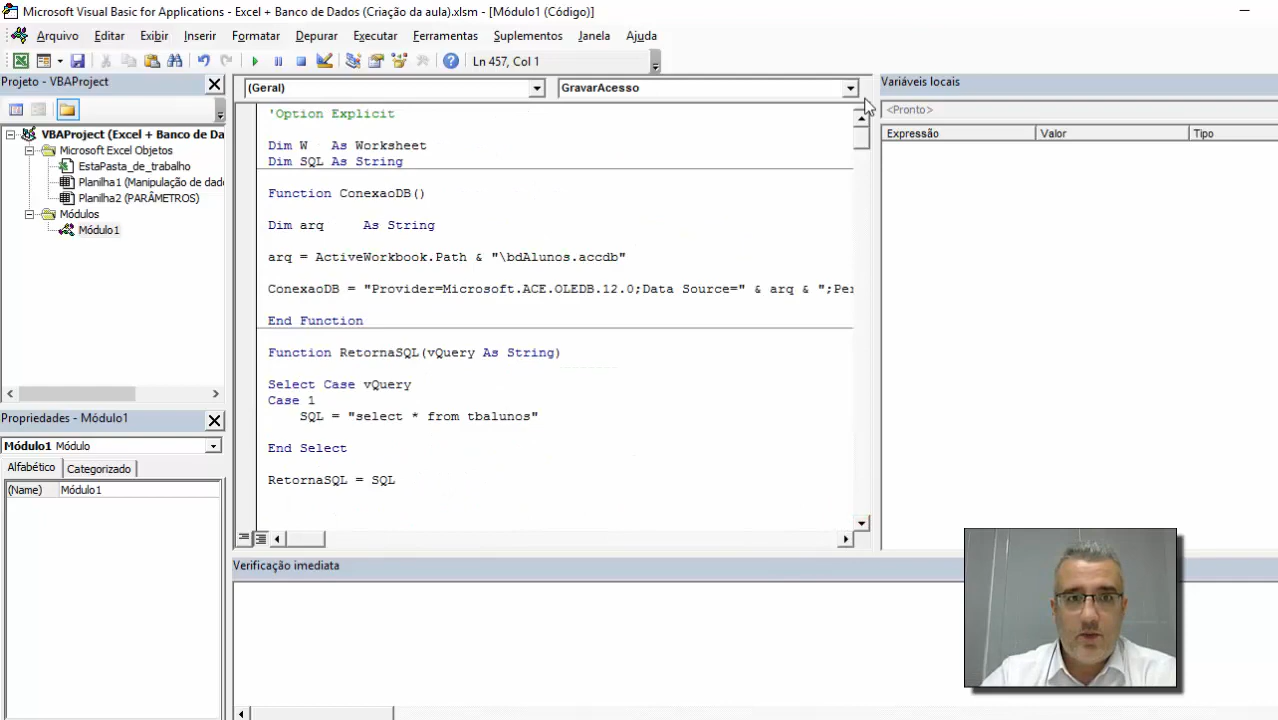 Microsoft Visual Basic for Applications - Excel + Banco de Dados (Criação da aula).xlsm - [Módulo1 (Código)]
Arquivo Editar Exibir Inserir Formatar Depurar Executar Ferramentas Suplementos Janela Ajuda
Ln 457, Col 1
Projeto - VBAProject
VBAProject (Excel + Banco de Da
Microsoft Excel Objetos
EstaPasta_de_trabalho
Planilha1 (Manipulação de dad
Planilha2 (PARÂMETROS)
Módulos
Módulo1
Propriedades - Módulo1
Módulo1 Módulo
Alfabético Categorizado
(Name) Módulo1
(Geral) GravarAcesso
'Option Explicit
Dim W As Worksheet
Dim SQL As String
Function ConexaoDB()
Dim arq As String
arq = ActiveWorkbook.Path & "\bdAlunos.accdb"
ConexaoDB = "Provider=Microsoft.ACE.OLEDB.12.0;Data Source=" & arq & ";Per
End Function
Function RetornaSQL(vQuery As String)
Select Case vQuery
Case 1
SQL = "select * from tbalunos"
End Select
RetornaSQL = SQL
Variáveis locais
<Pronto>
Expressão Valor Tipo
Verificação imediata